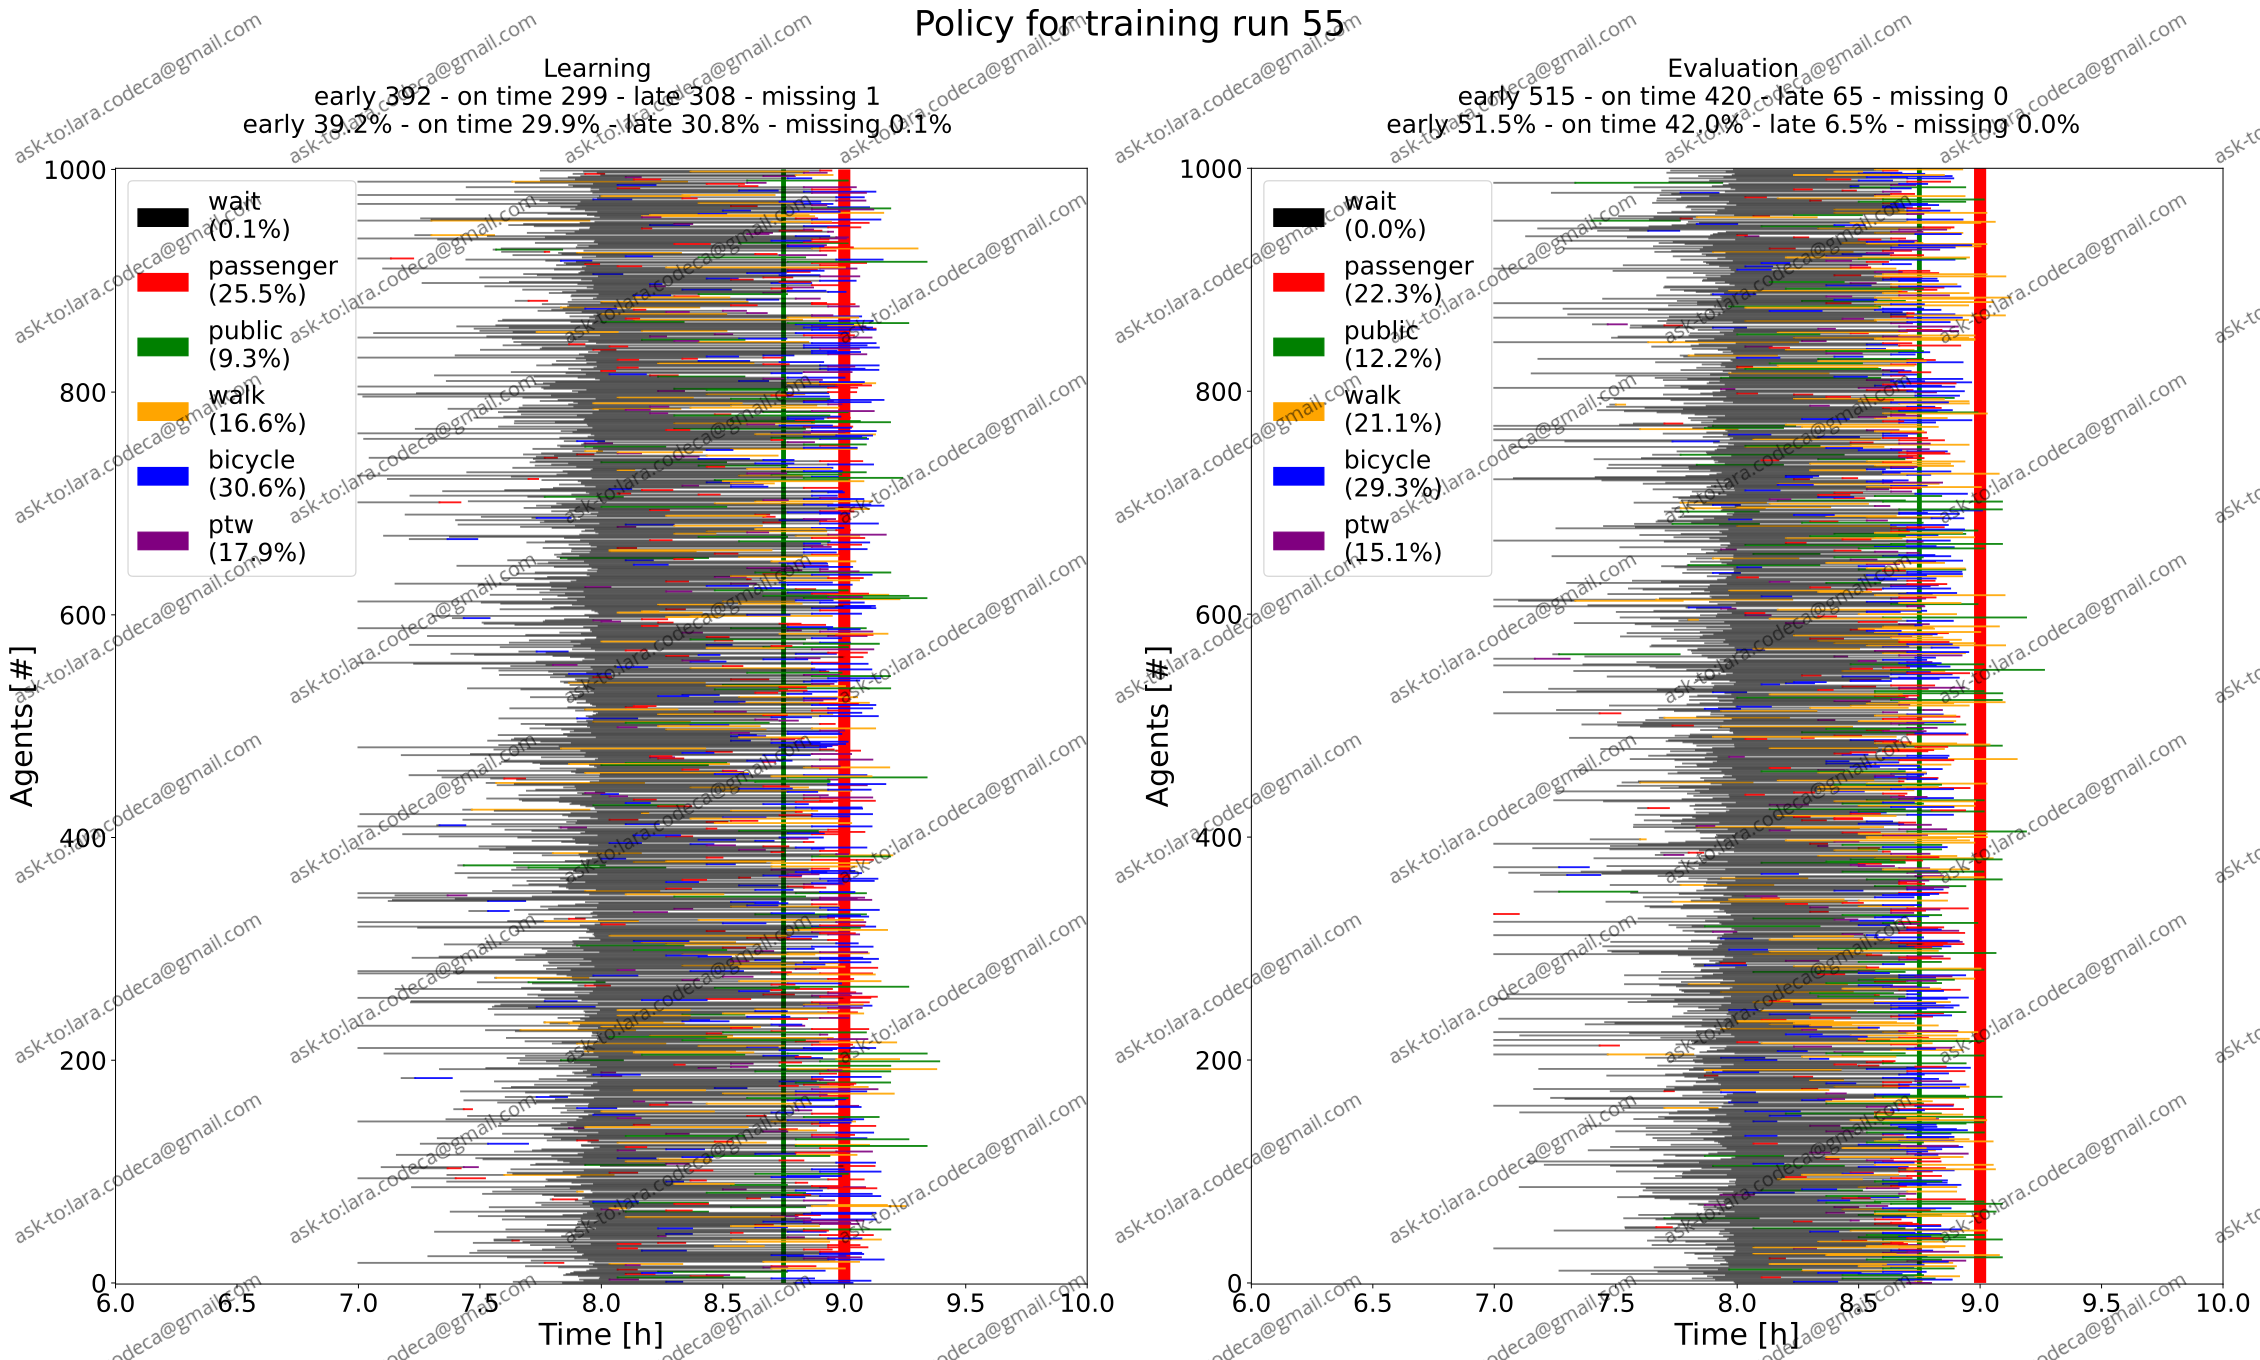 Policy for training run 55
Learning
early 392 - on time 299 - late 308 - missing 1
early 39.2% - on time 29.9% - late 30.8% - missing 0.1%
1000
800
600
400
200
0
Agents [#]
wait
(0.1%)
passenger
(25.5%)
public
(9.3%)
walk
(16.6%)
bicycle
(30.6%)
ptw
(17.9%)
6.0 6.5 7.0 7.5 8.0 8.5 9.0 9.5 10.0
Time [h]
Evaluation
early 515 - on time 420 - late 65 - missing 0
early 51.5% - on time 42.0% - late 6.5% - missing 0.0%
1000
800
600
400
200
0
Agents [#]
wait
(0.0%)
passenger
(22.3%)
public
(12.2%)
walk
(21.1%)
bicycle
(29.3%)
ptw
(15.1%)
6.0 6.5 7.0 7.5 8.0 8.5 9.0 9.5 10.0
Time [h]
ask-to:lara.codeca@gmail.com